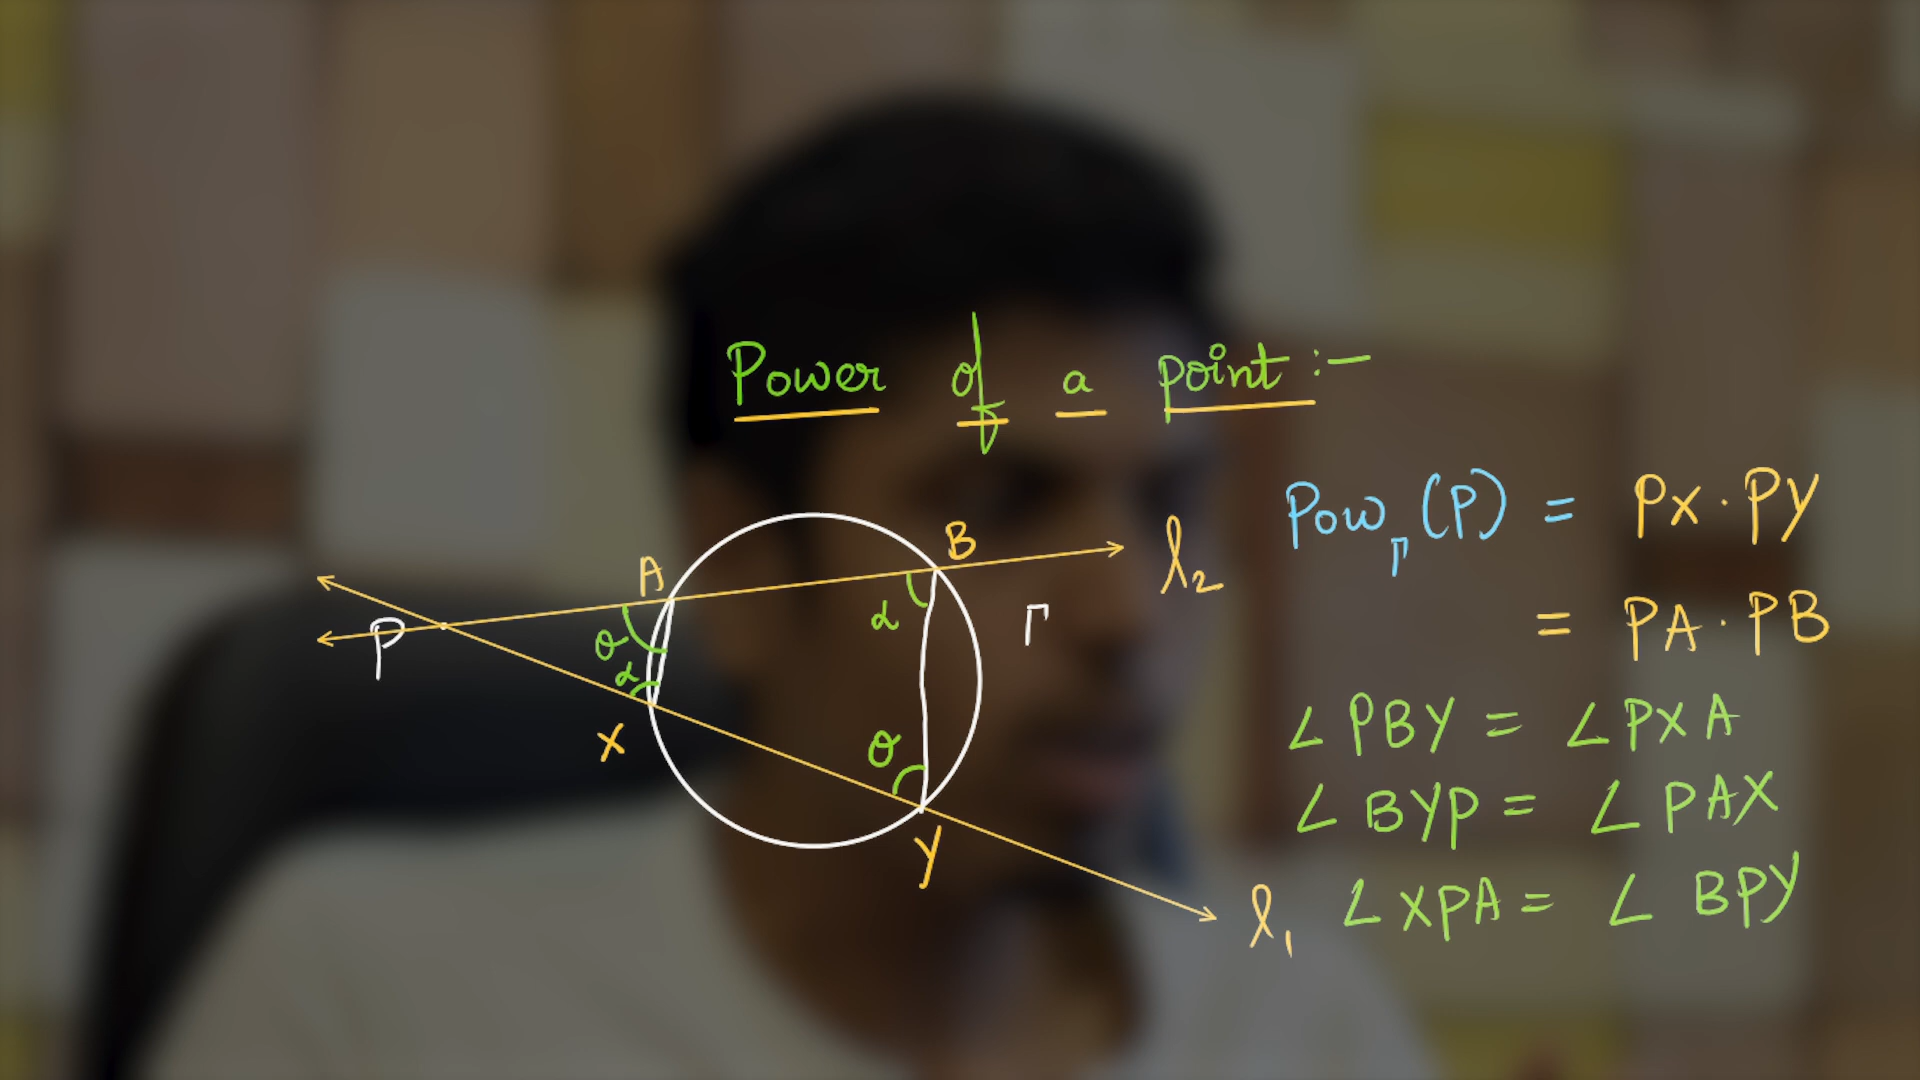 Power of a point :-
Pow_Γ (P) = PX · PY
= PA · PB
∠ PBY = ∠ PXA
∠ BYP = ∠ PAX
∠ XPA = ∠ BPY
B
A
l₂
α
Γ
P
θ
α
X
θ
Y
l₁